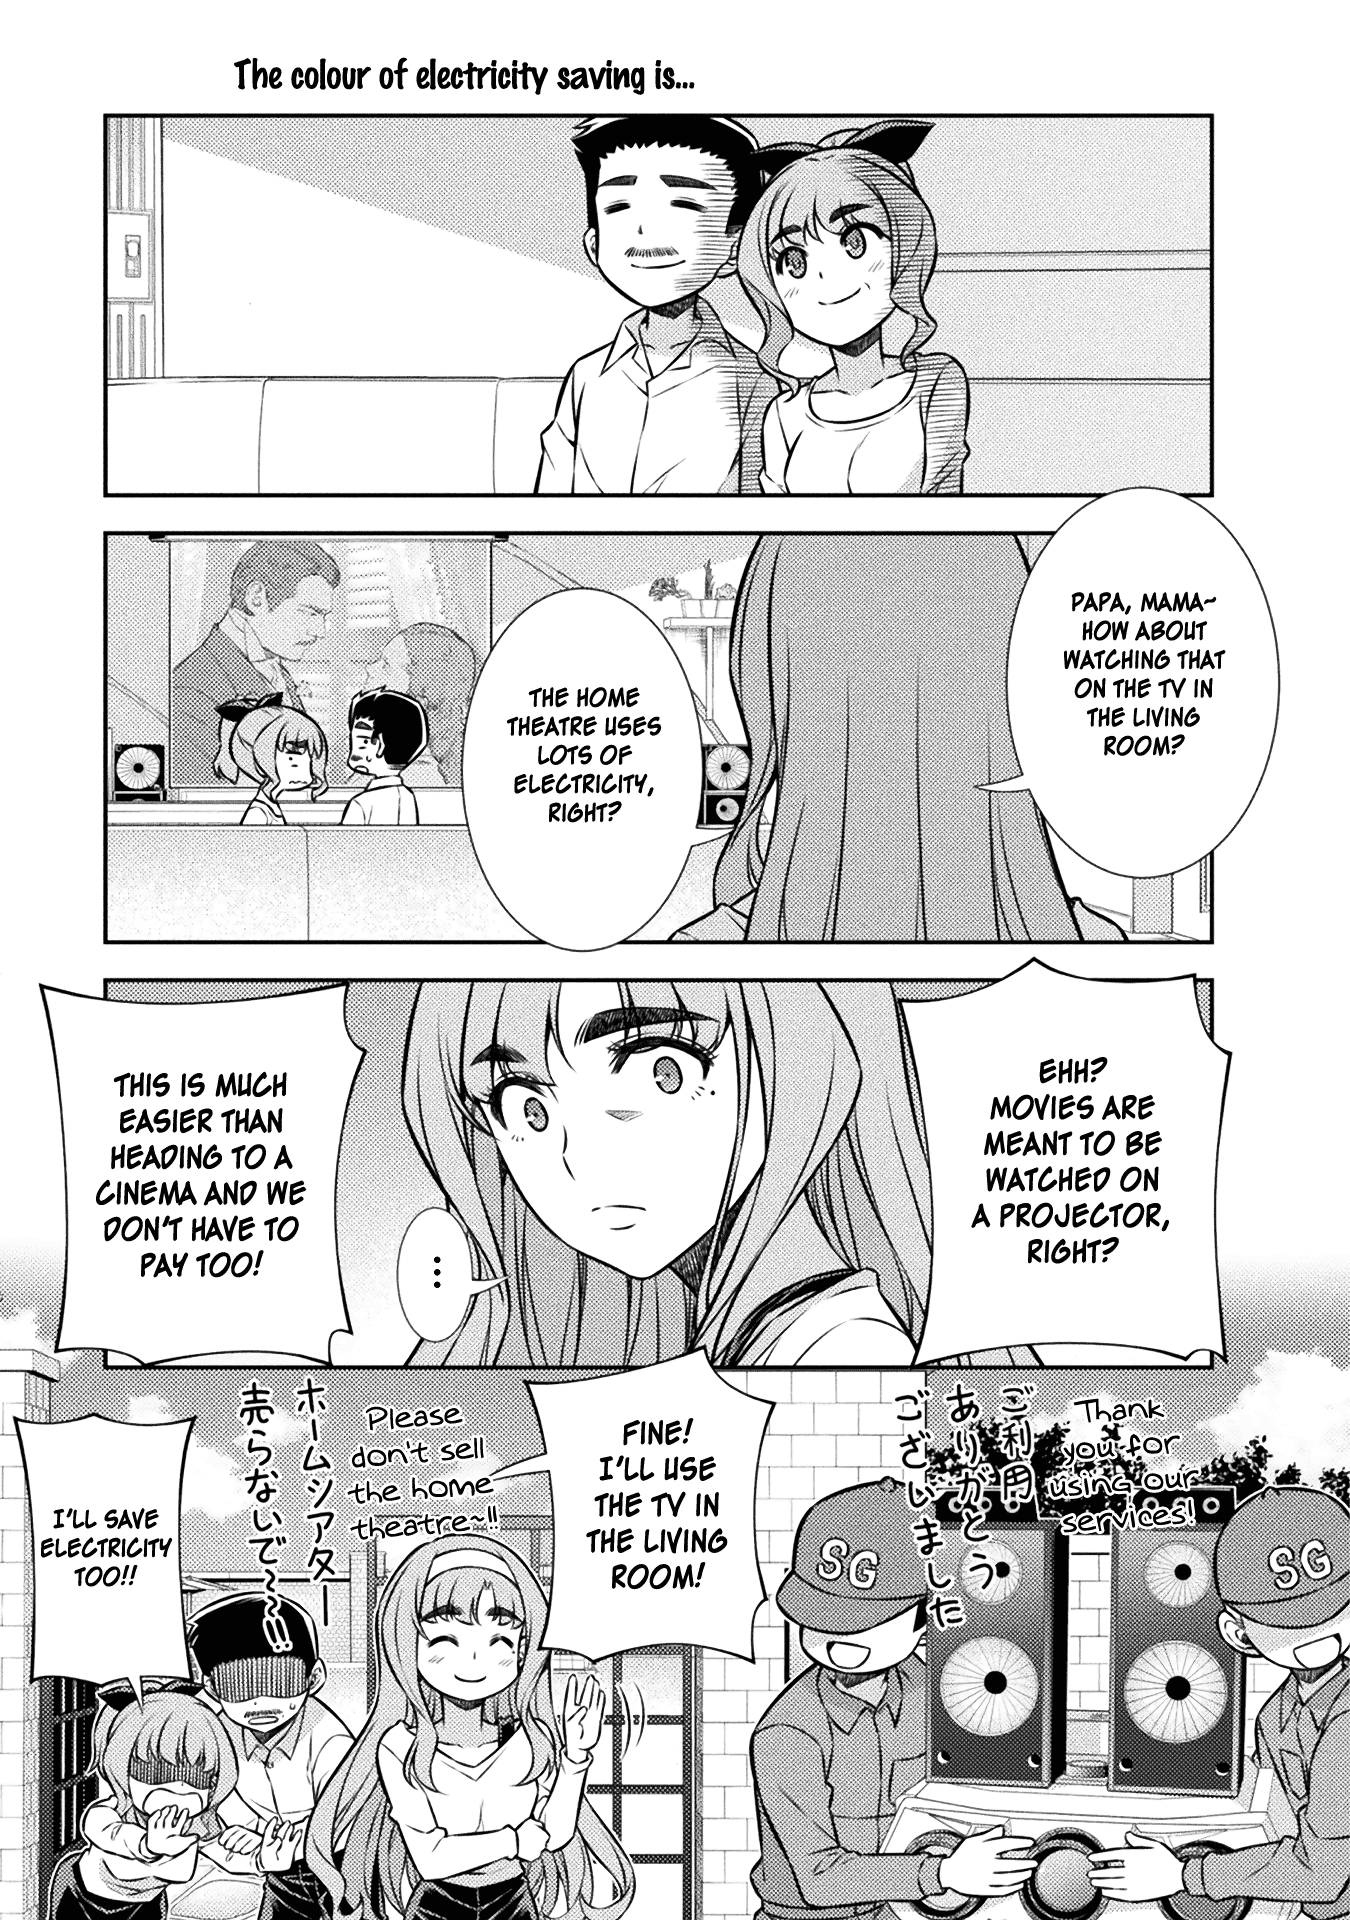 The colour of electricity saving is...
PAPA, MAMA~
HOW ABOUT
WATCHING THAT
ON THE TV IN
THE LIVING
ROOM?
THE HOME
THEATRE USES
LOTS OF
ELECTRICITY,
RIGHT?
EHH?
MOVIES ARE
MEANT TO BE
WATCHED ON
A PROJECTOR,
RIGHT?
THIS IS MUCH
EASIER THAN
HEADING TO A
CINEMA AND WE
DON'T HAVE TO
PAY TOO!
...
Thank
you for
using our
services!
ご利用
ありがとう
ございました
SG
SG
FINE!
I'LL USE
THE TV IN
THE LIVING
ROOM!
Please
don't sell
the home
theatre~!!
ホームシアター
売らないで〜〜!!
I'LL SAVE
ELECTRICITY
TOO!!